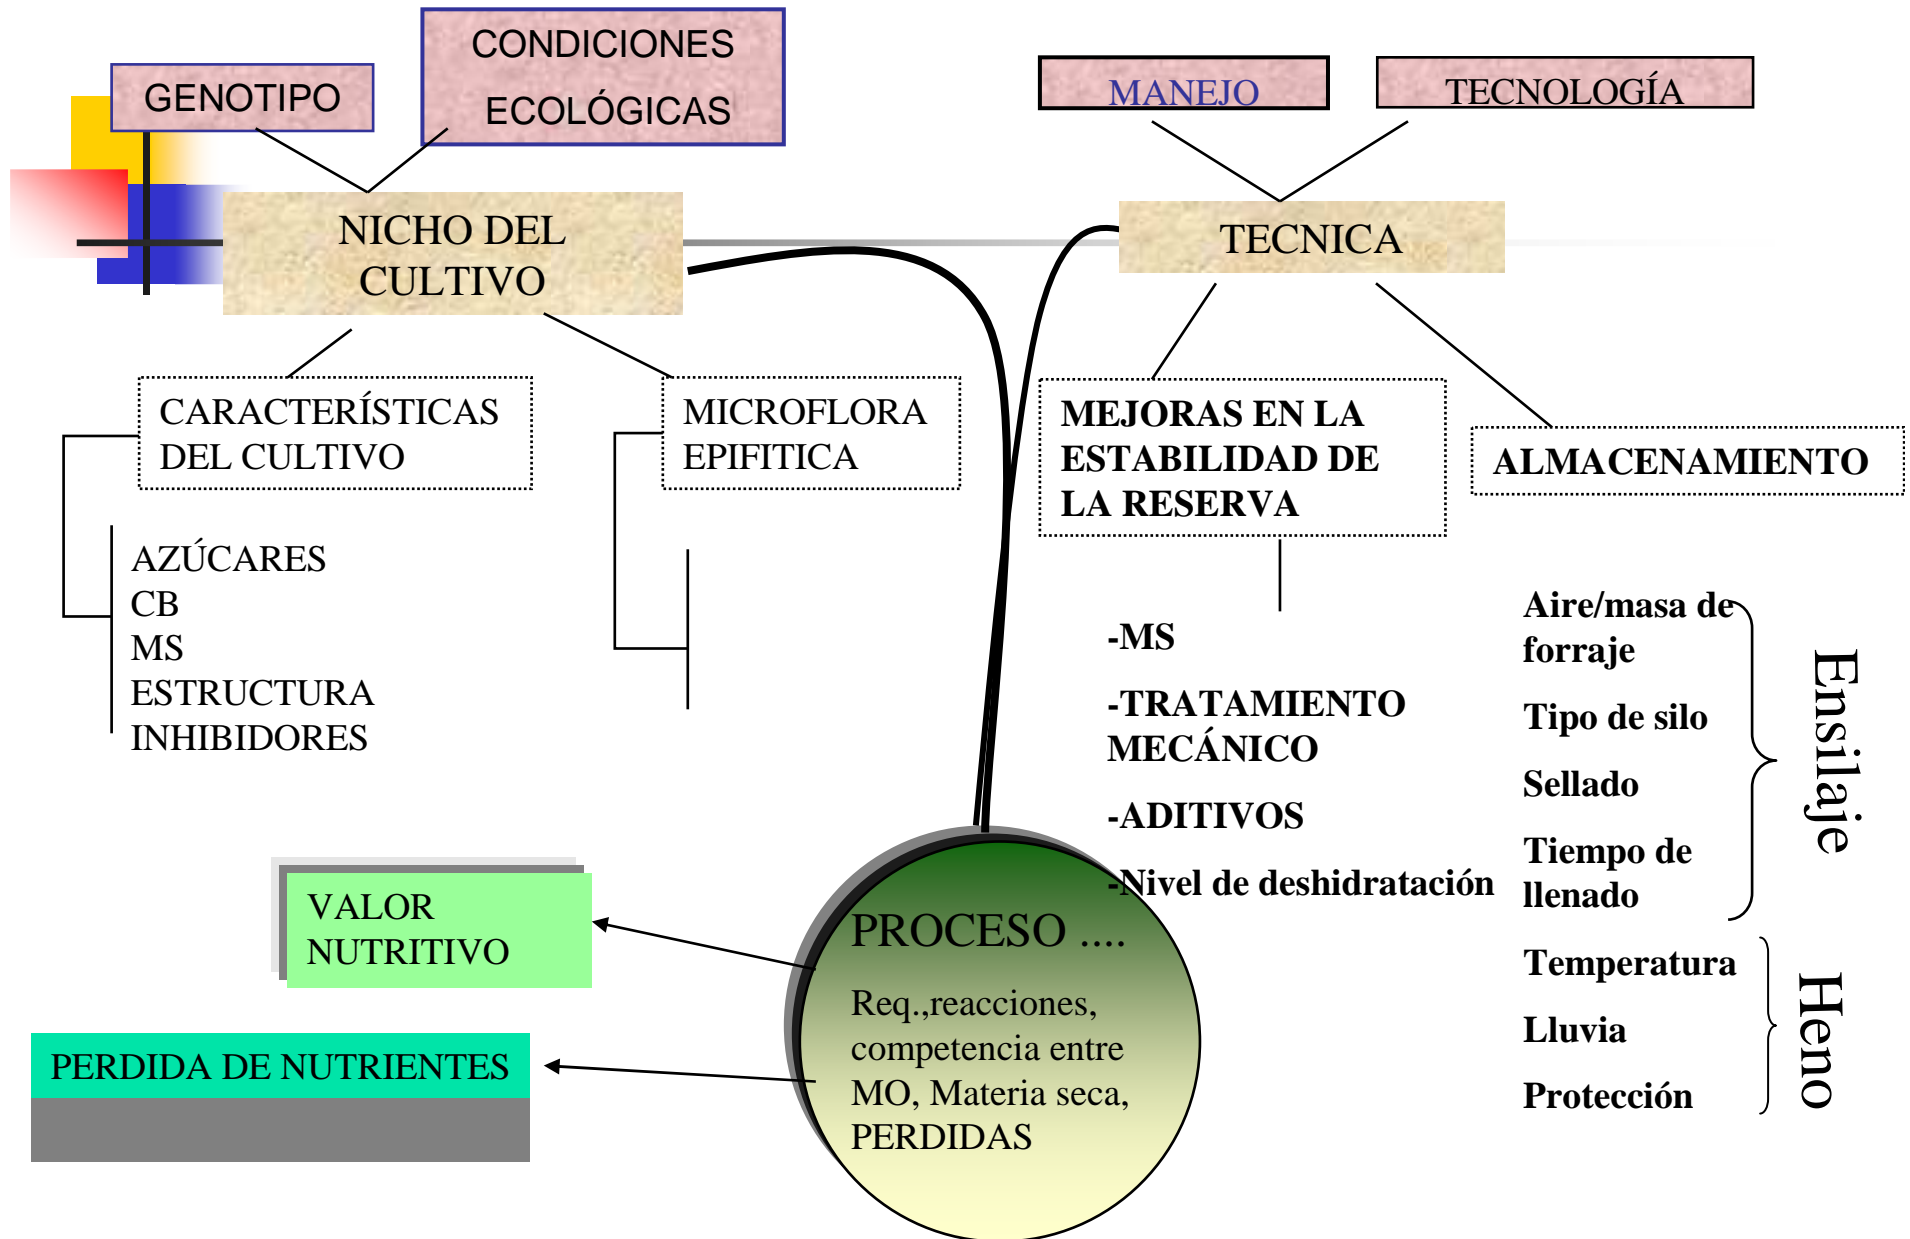 GENOTIPO
CONDICIONES
ECOLÓGICAS
MANEJO
TECNOLOGÍA
NICHO DEL
CULTIVO
TECNICA
CARACTERÍSTICAS
DEL CULTIVO
MICROFLORA
EPIFITICA
MEJORAS EN LA
ESTABILIDAD DE
LA RESERVA
ALMACENAMIENTO
AZÚCARES
CB
MS
ESTRUCTURA
INHIBIDORES
-MS
-TRATAMIENTO
MECÁNICO
-ADITIVOS
-Nivel de deshidratación
Aire/masa de
forraje
Tipo de silo
Sellado
Tiempo de
llenado
Ensilaje
Temperatura
Lluvia
Protección
Heno
VALOR
NUTRITIVO
PERDIDA DE NUTRIENTES
PROCESO ....
Req.,reacciones,
competencia entre
MO, Materia seca,
PERDIDAS